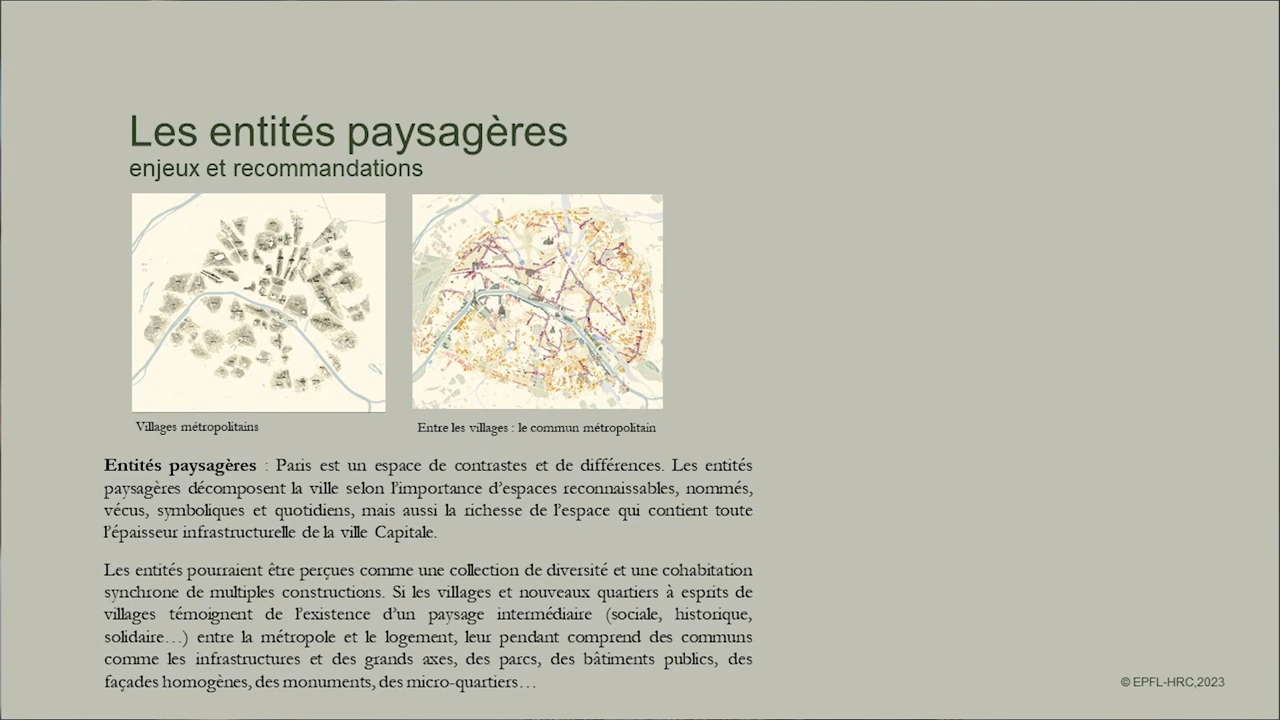 Les entités paysagères
enjeux et recommandations
Villages métropolitains
Entre les villages : le commun métropolitain
Entités paysagères : Paris est un espace de contrastes et de différences. Les entités
paysagères décomposent la ville selon l'importance d'espaces reconnaissables, nommés,
vécus, symboliques et quotidiens, mais aussi la richesse de l'espace qui contient toute
l'épaisseur infrastructurelle de la ville Capitale.
Les entités pourraient être perçues comme une collection de diversité et une cohabitation
synchrone de multiples constructions. Si les villages et nouveaux quartiers à esprits de
villages témoignent de l'existence d'un paysage intermédiaire (sociale, historique,
solidaire…) entre la métropole et le logement, leur pendant comprend des communs
comme les infrastructures et des grands axes, des parcs, des bâtiments publics, des
façades homogènes, des monuments, des micro-quartiers…
© EPFL-HRC,2023